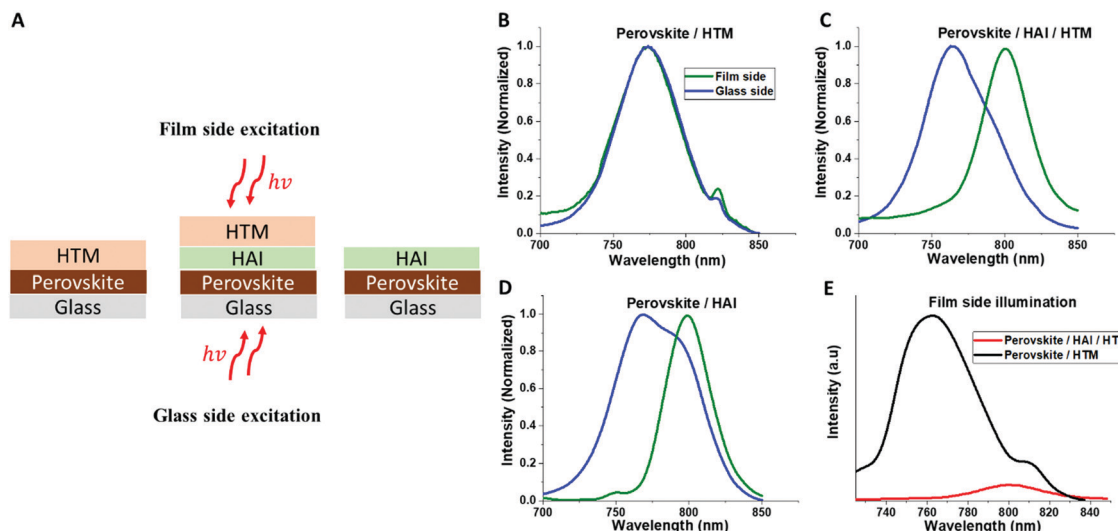 A
Film side excitation
hν
HTM
HTM
HAI
HAI
Perovskite
Perovskite
Perovskite
Glass
Glass
Glass
hν
Glass side excitation
B
Perovskite / HTM
Film side
Glass side
Intensity (Normalized)
1.0
0.8
0.6
0.4
0.2
0.0
700
750
800
850
Wavelength (nm)
C
Perovskite / HAI / HTM
Intensity (Normalized)
1.0
0.8
0.6
0.4
0.2
0.0
700
750
800
850
Wavelength (nm)
D
Perovskite / HAI
Intensity (Normalized)
1.0
0.8
0.6
0.4
0.2
0.0
700
750
800
850
Wavelength (nm)
E
Film side illumination
Perovskite / HAI / HT
Perovskite / HTM
Intensity (a.u)
740
760
780
800
820
840
Wavelength (nm)